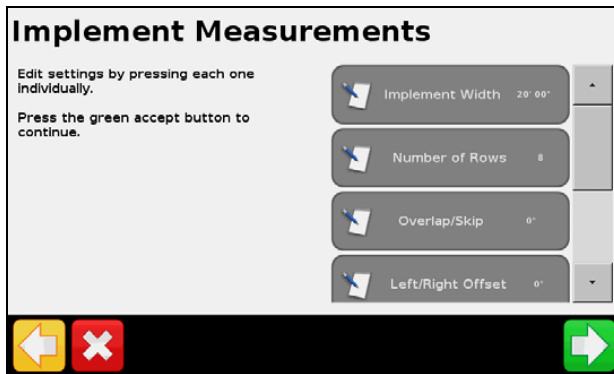 Implement Measurements
Edit settings by pressing each one
individually.
Press the green accept button to
continue.
Implement Width 20' 00"
Number of Rows 8
Overlap/Skip 0"
Left/Right Offset 0"